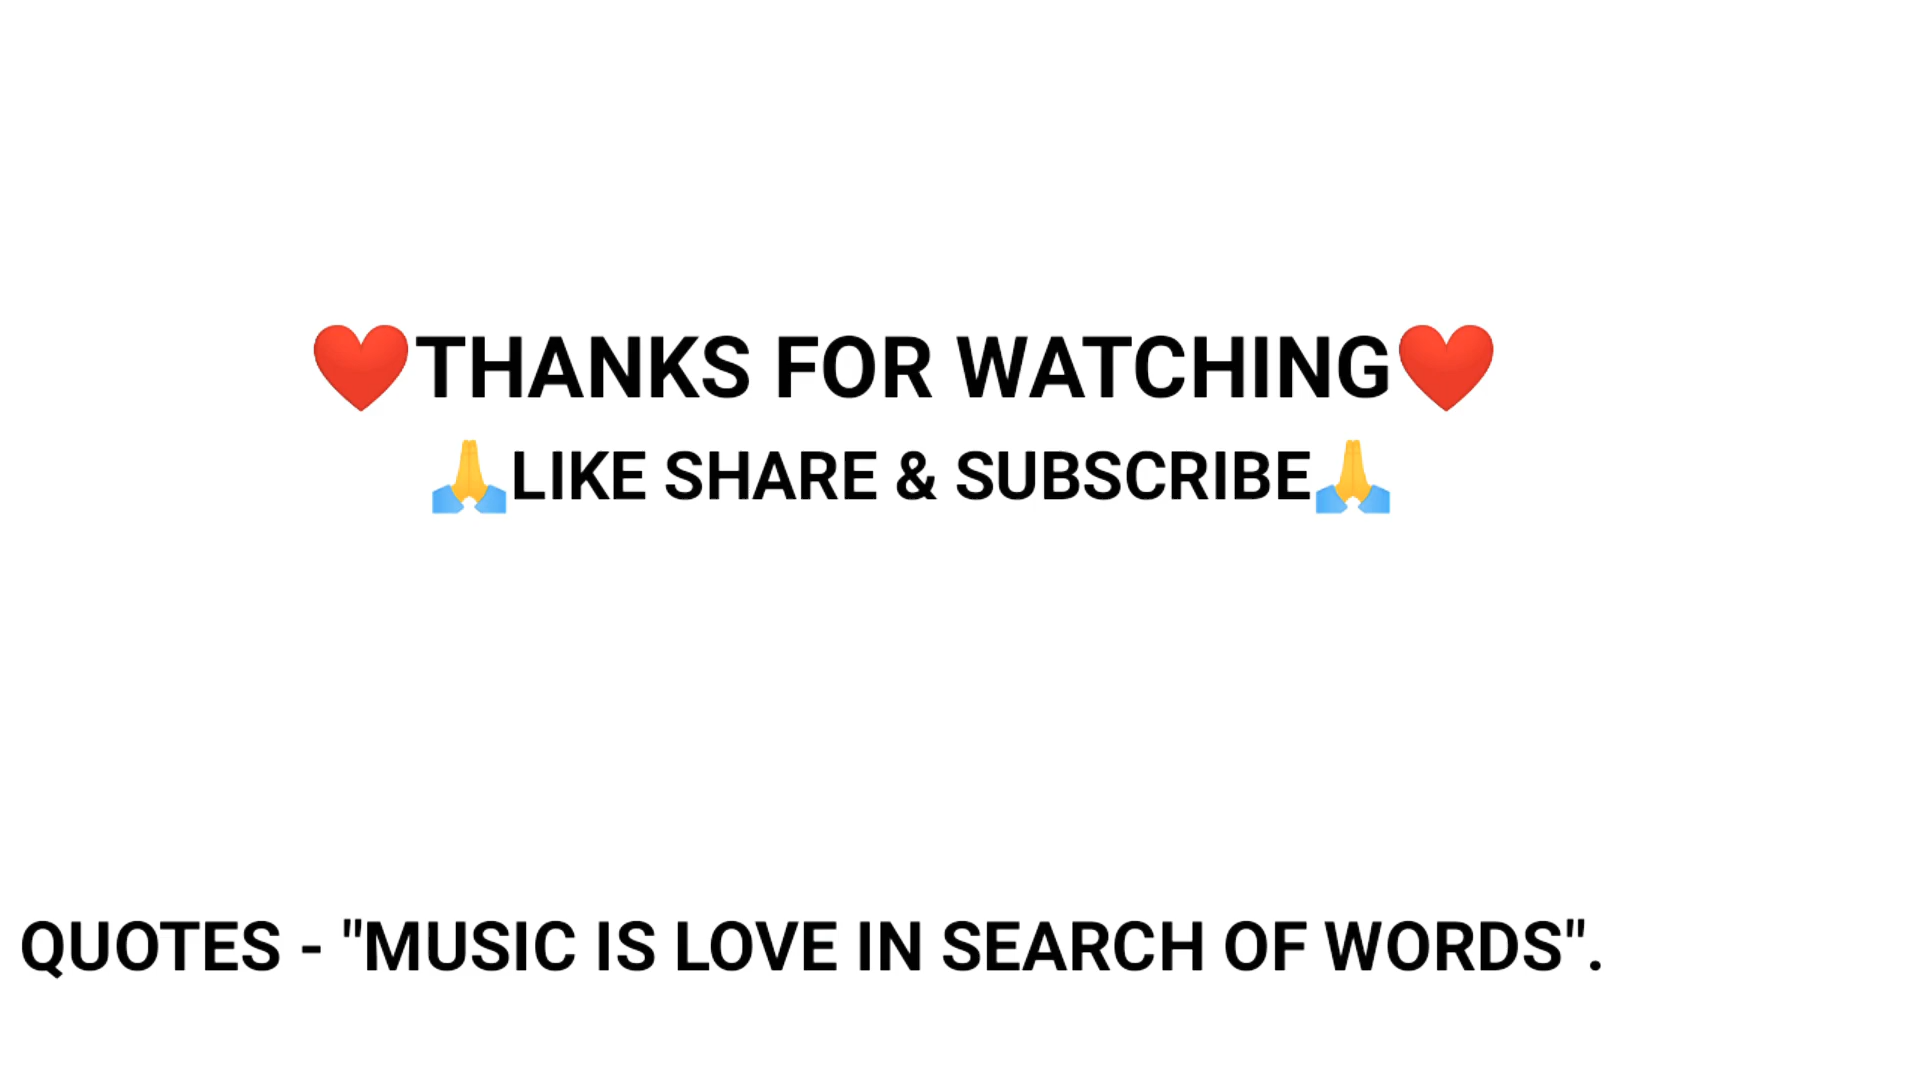 ❤️THANKS FOR WATCHING❤️
🙏LIKE SHARE & SUBSCRIBE🙏
QUOTES - "MUSIC IS LOVE IN SEARCH OF WORDS".